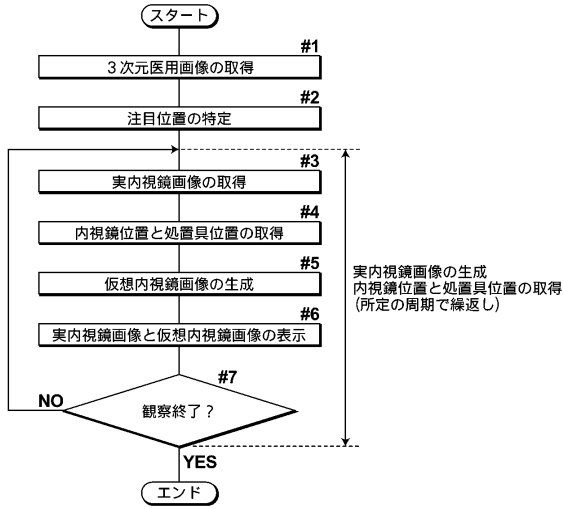 スタート
#1
3次元医用画像の取得
#2
注目位置の特定
#3
実内視鏡画像の取得
#4
内視鏡位置と処置具位置の取得
#5
仮想内視鏡画像の生成
#6
実内視鏡画像と仮想内視鏡画像の表示
#7
観察終了?
NO
YES
エンド
実内視鏡画像の生成
内視鏡位置と処置具位置の取得
(所定の周期で繰返し)